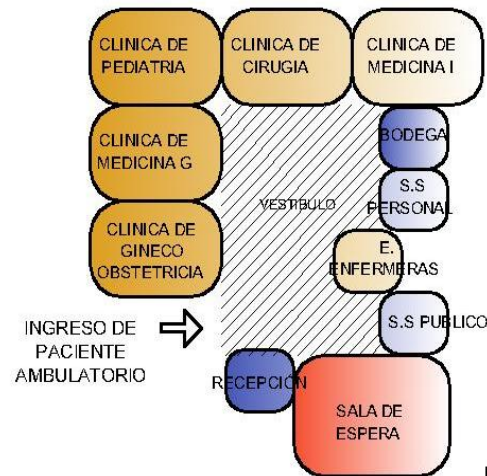 CLINICA DE
PEDIATRIA
CLINICA DE
CIRUGIA
CLINICA DE
MEDICINA I
CLINICA DE
MEDICINA G
BODEGA
S.S
PERSONAL
VESTIBULO
CLINICA DE
GINECO
OBSTETRICIA
E.
ENFERMERAS
INGRESO DE
PACIENTE
AMBULATORIO
S.S PUBLICO
RECEPCIÓN
SALA DE
ESPERA